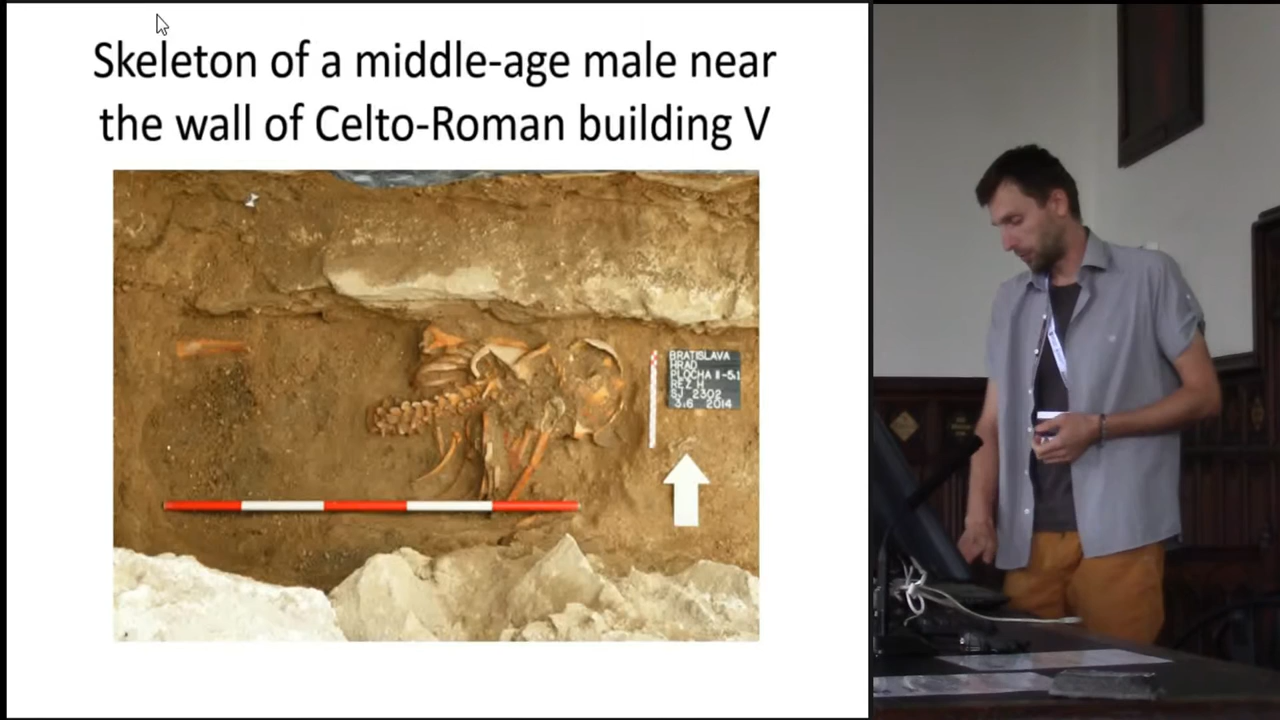 Skeleton of a middle-age male near
the wall of Celto-Roman building V
BRATISLAVA
HRAD
PLOCHA II-5.1
REZ H
SJ 2302
3.6 2014